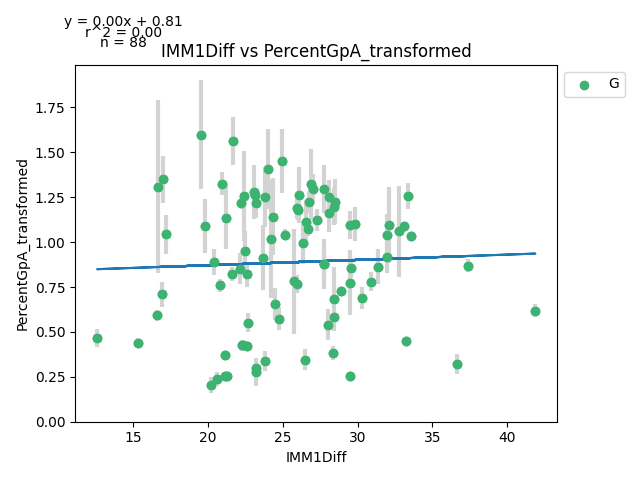 y = 0.00x + 0.81
r^2 = 0.00
n = 88
IMM1Diff vs PercentGpA_transformed
G
PercentGpA_transformed
1.75
1.50
1.25
1.00
0.75
0.50
0.25
0.00
15 20 25 30 35 40
IMM1Diff